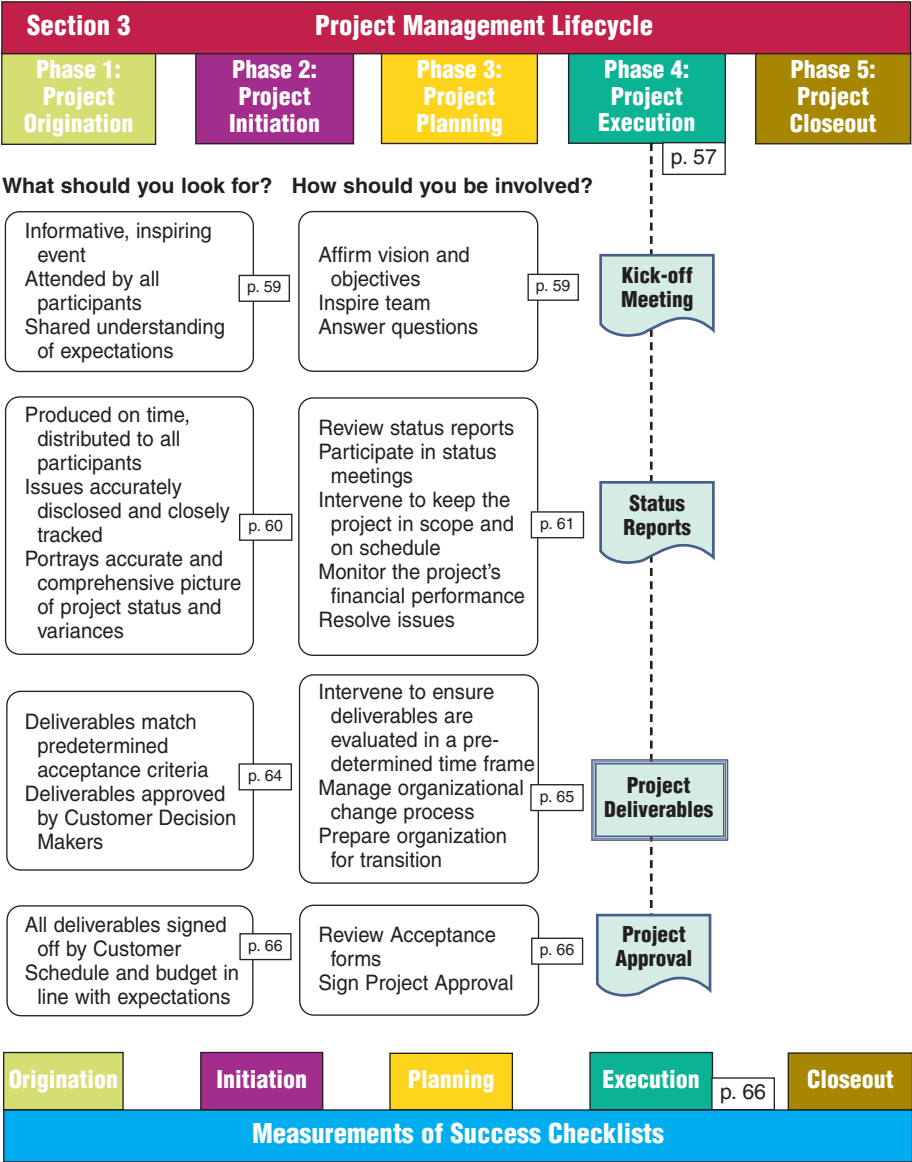 Section 3
Project Management Lifecycle
Phase 1:
Project
Origination
Phase 2:
Project
Initiation
Phase 3:
Project
Planning
Phase 4:
Project
Execution
Phase 5:
Project
Closeout
p. 57
What should you look for?
How should you be involved?
Informative, inspiring
event
Attended by all
participants
Shared understanding
of expectations
p. 59
Affirm vision and
objectives
Inspire team
Answer questions
p. 59
Kick-off
Meeting
Produced on time,
distributed to all
participants
Issues accurately
disclosed and closely
tracked
Portrays accurate and
comprehensive picture
of project status and
variances
p. 60
Review status reports
Participate in status
meetings
Intervene to keep the
project in scope and
on schedule
Monitor the project's
financial performance
Resolve issues
p. 61
Status
Reports
Deliverables match
predetermined
acceptance criteria
Deliverables approved
by Customer Decision
Makers
p. 64
Intervene to ensure
deliverables are
evaluated in a pre-
determined time frame
Manage organizational
change process
Prepare organization
for transition
p. 65
Project
Deliverables
All deliverables signed
off by Customer
Schedule and budget in
line with expectations
p. 66
Review Acceptance
forms
Sign Project Approval
p. 66
Project
Approval
Origination
Initiation
Planning
Execution
p. 66
Closeout
Measurements of Success Checklists